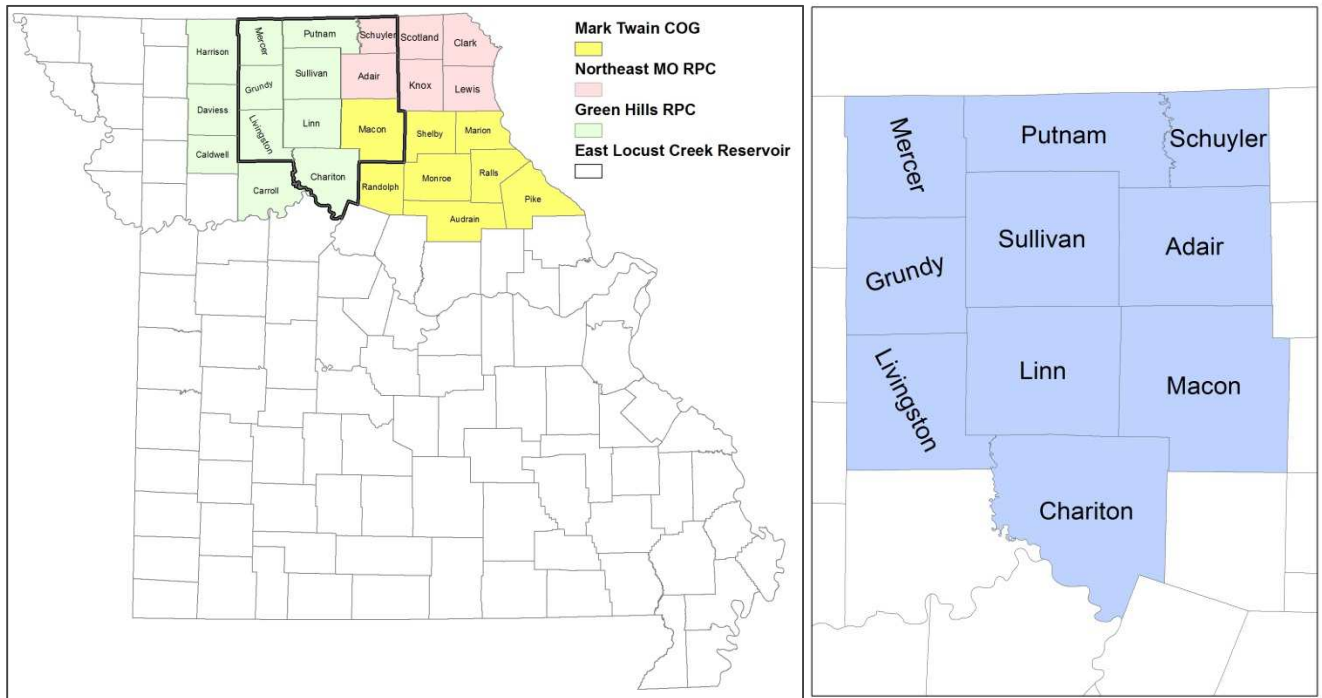 Mark Twain COG
Northeast MO RPC
Green Hills RPC
East Locust Creek Reservoir
Harrison
Mercer
Putnam
Schuyler
Scotland
Clark
Grundy
Sullivan
Adair
Knox
Lewis
Daviess
Livingston
Linn
Macon
Shelby
Marion
Caldwell
Carroll
Chariton
Randolph
Monroe
Ralls
Pike
Audrain
Mercer
Putnam
Schuyler
Grundy
Sullivan
Adair
Livingston
Linn
Macon
Chariton